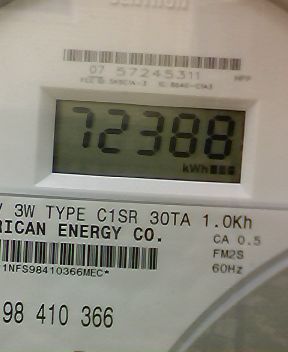 07 57245311
72388
kWh
V 3W TYPE C1SR 30TA 1.0Kh
RICAN ENERGY CO.
CA 0.5
FM2S
60Hz
1NFS98410366MEC*
98 410 366